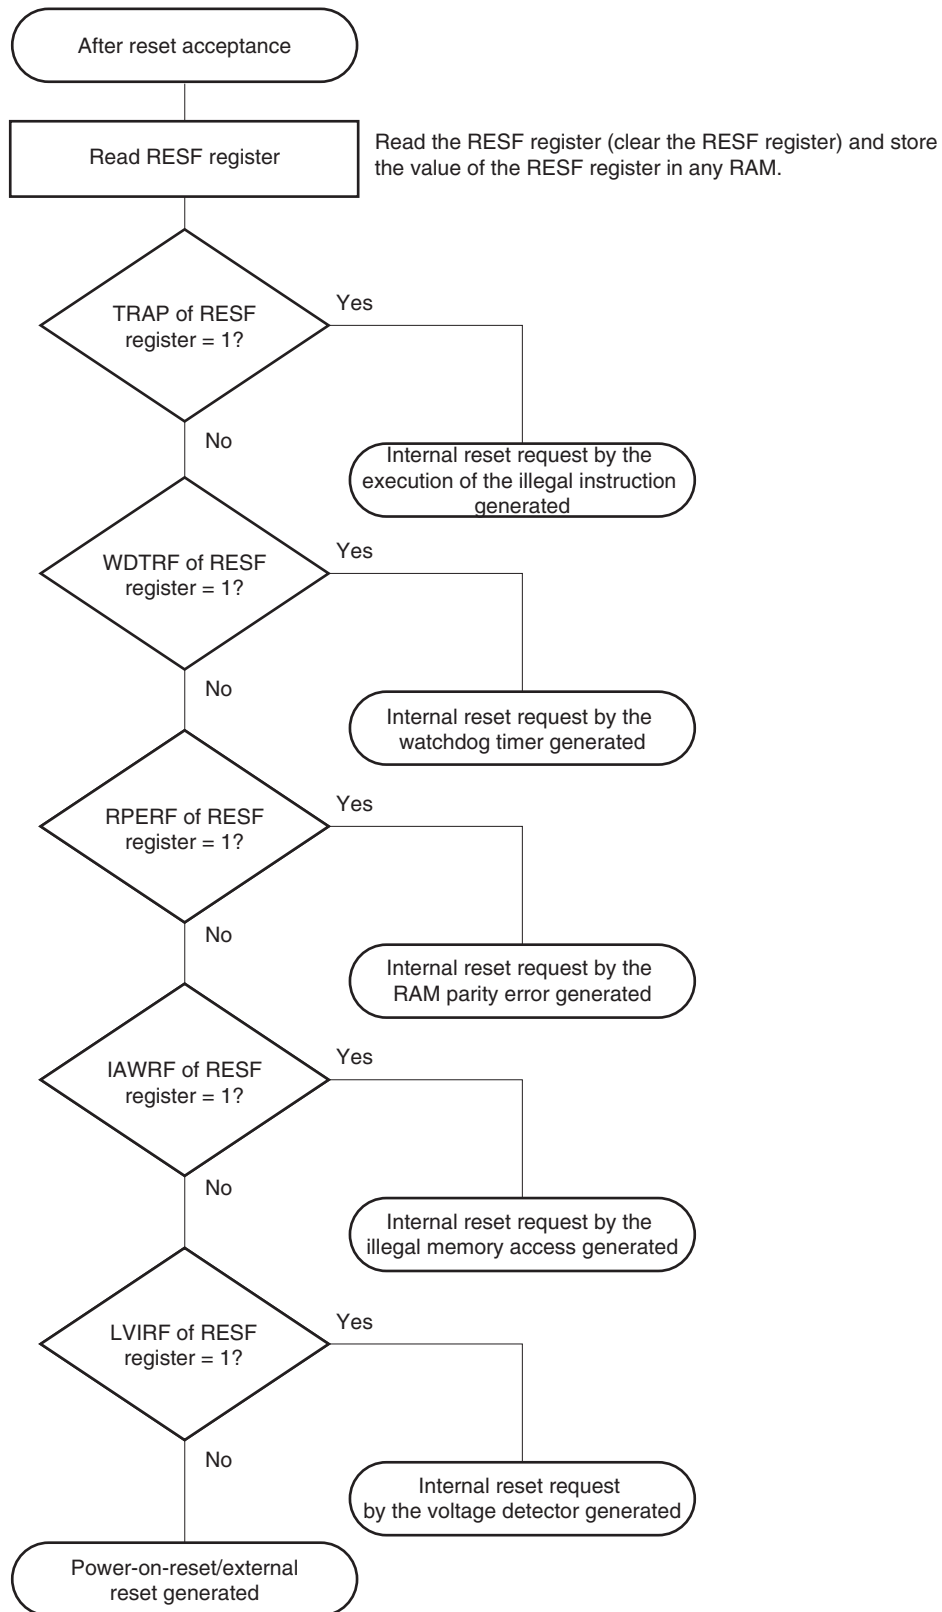 After reset acceptance
Read RESF register
Read the RESF register (clear the RESF register) and store
the value of the RESF register in any RAM.
TRAP of RESF
register = 1?
Yes
No
Internal reset request by the
execution of the illegal instruction
generated
WDTRF of RESF
register = 1?
Yes
No
Internal reset request by the
watchdog timer generated
RPERF of RESF
register = 1?
Yes
No
Internal reset request by the
RAM parity error generated
IAWRF of RESF
register = 1?
Yes
No
Internal reset request by the
illegal memory access generated
LVIRF of RESF
register = 1?
Yes
No
Internal reset request
by the voltage detector generated
Power-on-reset/external
reset generated